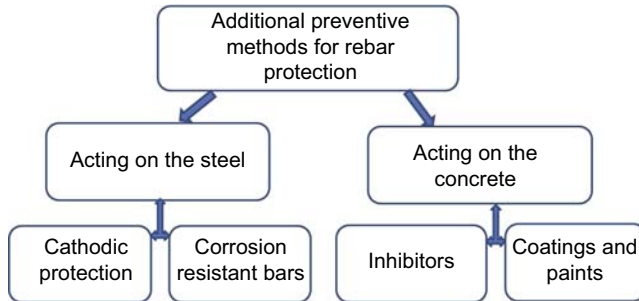 Additional preventive
methods for rebar
protection
Acting on the steel
Acting on the
concrete
Cathodic
protection
Corrosion
resistant bars
Inhibitors
Coatings and
paints